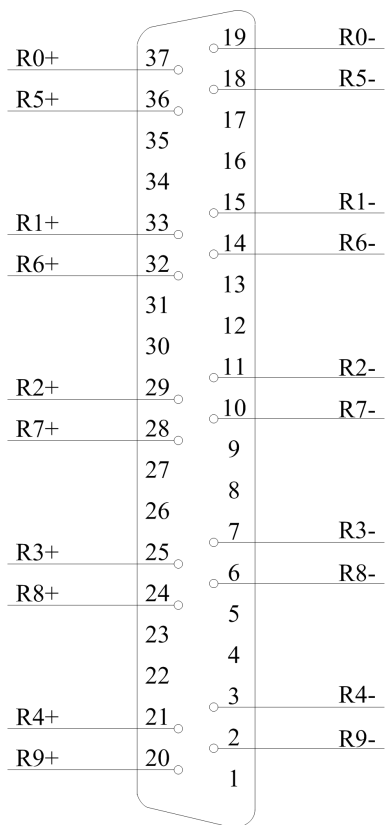 19 R0-
R0+ 37
18 R5-
R5+ 36
17
35
16
34
15 R1-
R1+ 33
14 R6-
R6+ 32
13
31
12
30
11 R2-
R2+ 29
10 R7-
R7+ 28
9
27
8
26
7 R3-
R3+ 25
6 R8-
R8+ 24
5
23
4
22
3 R4-
R4+ 21
2 R9-
R9+ 20
1